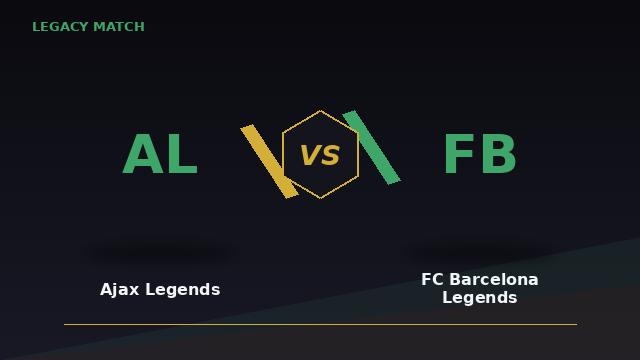 LEGACY MATCH
AL
VS
FB
Ajax Legends
FC Barcelona
Legends